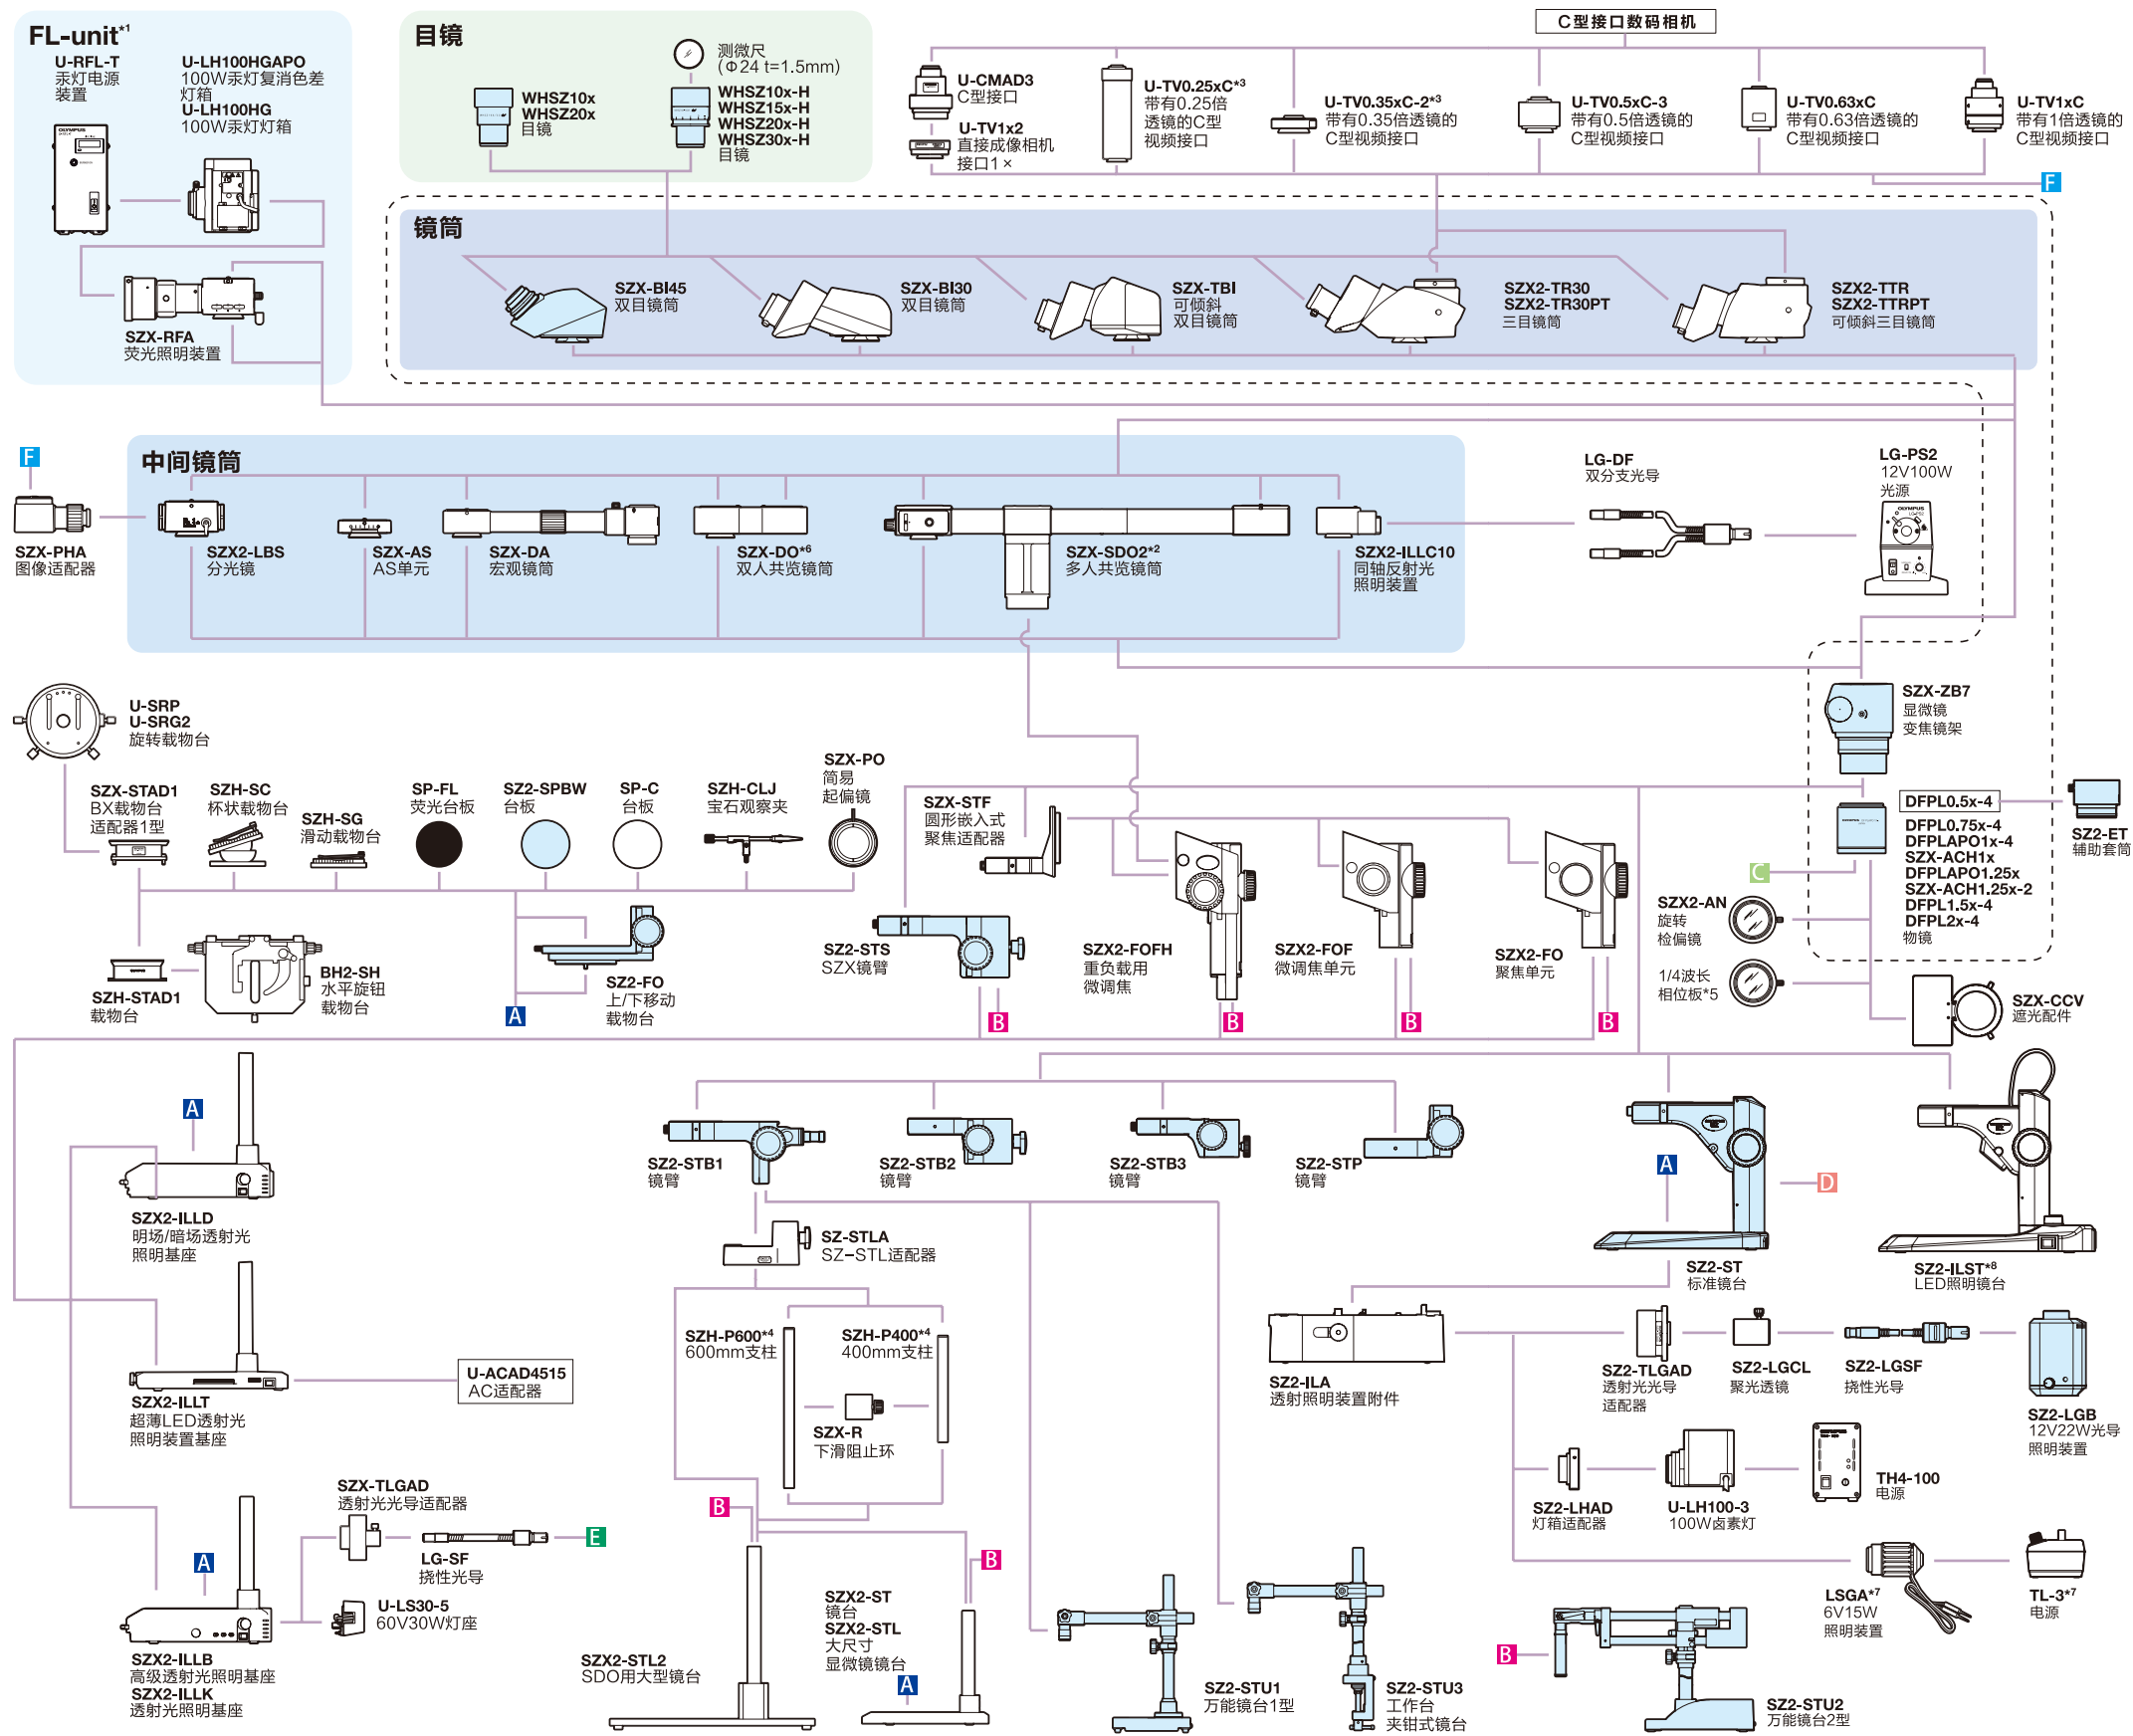 FL-unit*1
U-RFL-T
汞灯电源
装置
U-LH100HGAPO
100W汞灯复消色差
灯箱
U-LH100HG
100W汞灯灯箱
OLYMPUS
SZX-RFA
荧光照明装置
目镜
测微尺
(Φ24 t=1.5mm)
WHSZ10x
WHSZ20x
目镜
WHSZ10x-H
WHSZ15x-H
WHSZ20x-H
WHSZ30x-H
目镜
C型接口数码相机
U-CMAD3
C型接口
U-TV1x2
直接成像相机
接口1×
U-TV0.25xC*3
带有0.25倍
透镜的C型
视频接口
U-TV0.35xC-2*3
带有0.35倍透镜的
C型视频接口
U-TV0.5xC-3
带有0.5倍透镜的
C型视频接口
U-TV0.63xC
带有0.63倍透镜的
C型视频接口
U-TV1xC
带有1倍透镜的
C型视频接口
F
镜筒
SZX-BI45
双目镜筒
SZX-BI30
双目镜筒
SZX-TBI
可倾斜
双目镜筒
SZX2-TR30
SZX2-TR30PT
三目镜筒
SZX2-TTR
SZX2-TTRPT
可倾斜三目镜筒
F
SZX-PHA
图像适配器
中间镜筒
SZX2-LBS
分光镜
SZX-AS
AS单元
SZX-DA
宏观镜筒
SZX-DO*6
双人共览镜筒
SZX-SDO2*2
多人共览镜筒
SZX2-ILLC10
同轴反射光
照明装置
LG-DF
双分支光导
LG-PS2
12V100W
光源
OLYMPUS
SZX-ZB7
显微镜
变焦镜架
U-SRP
U-SRG2
旋转载物台
SZX-STAD1
BX载物台
适配器1型
SZH-SC
杯状载物台
SZH-SG
滑动载物台
SP-FL
荧光台板
SZ2-SPBW
台板
SP-C
台板
SZH-CLJ
宝石观察夹
SZX-PO
简易
起偏镜
SZX-STF
圆形嵌入式
聚焦适配器
DFPL0.5x-4
DFPL0.75x-4
DFPLAPO1x-4
SZX-ACH1x
DFPLAPO1.25x
SZX-ACH1.25x-2
DFPL1.5x-4
DFPL2x-4
物镜
SZ2-ET
辅助套筒
C
SZX2-AN
旋转
检偏镜
1/4波长
相位板*5
SZX-CCV
遮光配件
SZH-STAD1
载物台
BH2-SH
水平旋钮
载物台
A
SZ2-FO
上/下移动
载物台
SZ2-STS
SZX镜臂
B
SZX2-FOFH
重负载用
微调焦
B
SZX2-FOF
微调焦单元
B
SZX2-FO
聚焦单元
B
A
SZX2-ILLD
明场/暗场透射光
照明基座
SZ2-STB1
镜臂
SZ2-STB2
镜臂
SZ2-STB3
镜臂
SZ2-STP
镜臂
A
D
SZ2-ST
标准镜台
SZ2-ILST*8
LED照明镜台
SZ-STLA
SZ-STL适配器
SZX2-ILLT
超薄LED透射光
照明装置基座
U-ACAD4515
AC适配器
SZH-P600*4
600mm支柱
SZH-P400*4
400mm支柱
SZX-R
下滑阻止环
SZ2-ILA
透射照明装置附件
SZ2-TLGAD
透射光光导
适配器
SZ2-LGCL
聚光透镜
SZ2-LGSF
挠性光导
SZ2-LGB
12V22W光导
照明装置
SZ2-LHAD
灯箱适配器
U-LH100-3
100W卤素灯
TH4-100
电源
LSGA*7
6V15W
照明装置
TL-3*7
电源
SZX-TLGAD
透射光光导适配器
LG-SF
挠性光导
E
U-LS30-5
60V30W灯座
A
SZX2-ILLB
高级透射光照明基座
SZX2-ILLK
透射光照明基座
B
SZX2-STL2
SDO用大型镜台
SZX2-ST
镜台
SZX2-STL
大尺寸
显微镜镜台
A
B
SZ2-STU1
万能镜台1型
SZ2-STU3
工作台
夹钳式镜台
B
SZ2-STU2
万能镜台2型